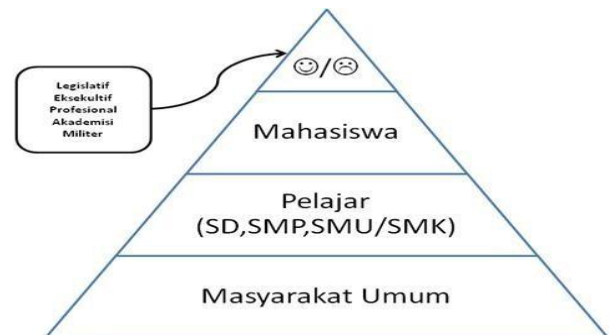 ☺/☹
Legislatif
Eksekultif
Profesional
Akademisi
Militer
Mahasiswa
Pelajar
(SD,SMP,SMU/SMK)
Masyarakat Umum